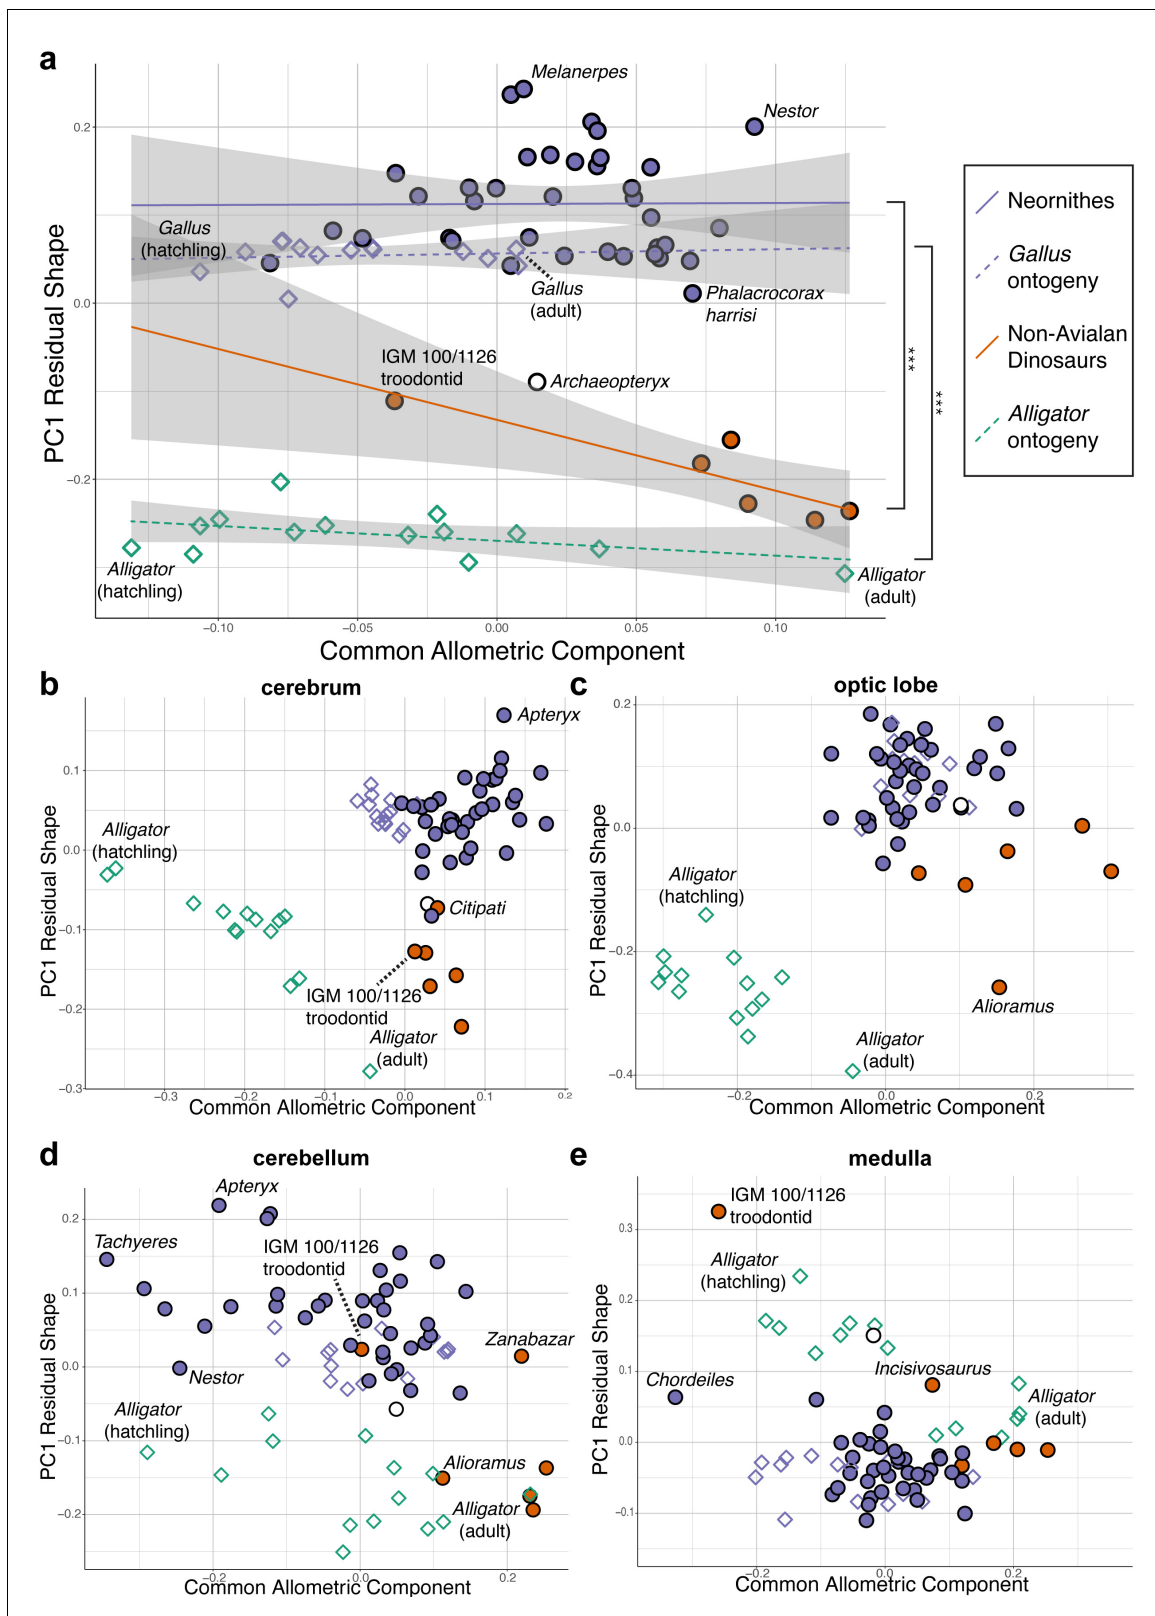 a
Melanerpes
Nestor
0.2
Gallus
(hatchling)
Gallus
(adult)
Phalacrocorax
harrisi
0.0
IGM 100/1126
troodontid
Archaeopteryx
−0.2
Alligator
(hatchling)
Alligator
(adult)
PC1 Residual Shape
−0.10
−0.05
0.00
0.05
0.10
Common Allometric Component
***
***
Neornithes
Gallus
ontogeny
Non-Avialan
Dinosaurs
Alligator
ontogeny
b
cerebrum
Apteryx
0.1
Alligator
(hatchling)
0.0
Citipati
−0.1
IGM 100/1126
troodontid
−0.2
Alligator
(adult)
−0.3
PC1 Residual Shape
−0.3
−0.2
−0.1
0.0
0.1
0.2
Common Allometric Component
c
optic lobe
0.2
0.0
Alligator
(hatchling)
−0.2
Alioramus
Alligator
(adult)
−0.4
PC1 Residual Shape
−0.2
0.0
0.2
Common Allometric Component
d
cerebellum
Apteryx
0.2
Tachyeres
IGM 100/1126
troodontid
0.1
Zanabazar
0.0
Nestor
Alligator
(hatchling)
−0.1
Alioramus
Alligator
(adult)
−0.2
PC1 Residual Shape
−0.2
0.0
0.2
Common Allometric Component
e
medulla
IGM 100/1126
troodontid
0.3
Alligator
(hatchling)
0.2
Incisivosaurus
0.1
Chordeiles
Alligator
(adult)
0.0
−0.1
PC1 Residual Shape
−0.2
0.0
0.2
Common Allometric Component